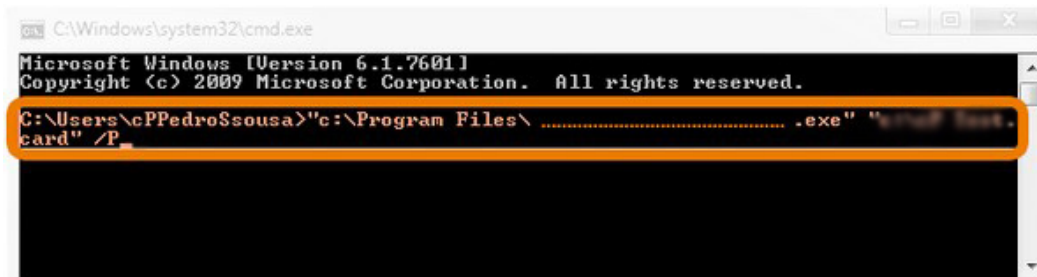 C:\Windows\system32\cmd.exe
Microsoft Windows [Version 6.1.7601]
Copyright (c) 2009 Microsoft Corporation.  All rights reserved.
C:\Users\cPPedroSsousa>"c:\Program Files\ ........................................ .exe" "
card" /P_